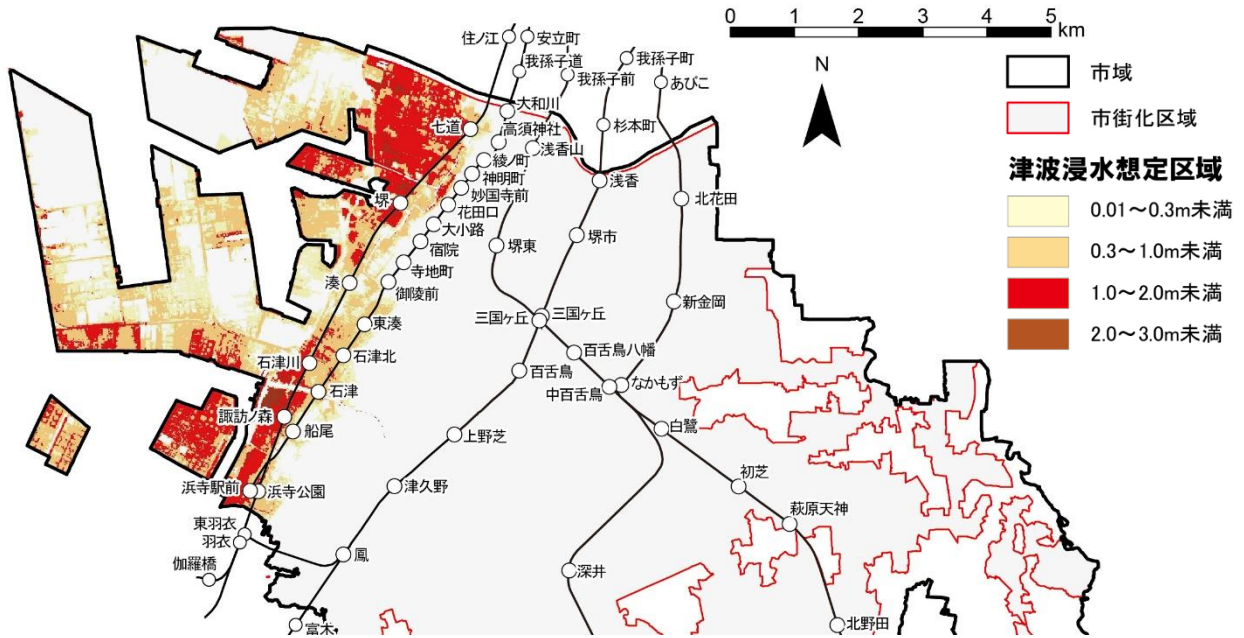 0 1 2 3 4 5
km
N
市域
市街化区域
津波浸水想定区域
0.01～0.3m未満
0.3～1.0m未満
1.0～2.0m未満
2.0～3.0m未満
住ノ江
安立町
我孫子道
我孫子前
我孫子町
あびこ
大和川
七道
高須神社
浅香山
杉本町
綾ノ町
神明町
浅香
妙国寺前
北花田
堺
花田口
大小路
堺市
宿院
堺東
寺地町
湊
御陵前
新金岡
東湊
三国ヶ丘
三国ヶ丘
石津川
石津北
百舌鳥八幡
百舌鳥
なかもず
中百舌鳥
石津
諏訪ノ森
船尾
白鷺
上野芝
浜寺駅前
浜寺公園
津久野
初芝
萩原天神
東羽衣
羽衣
伽羅橋
鳳
深井
富木
北野田